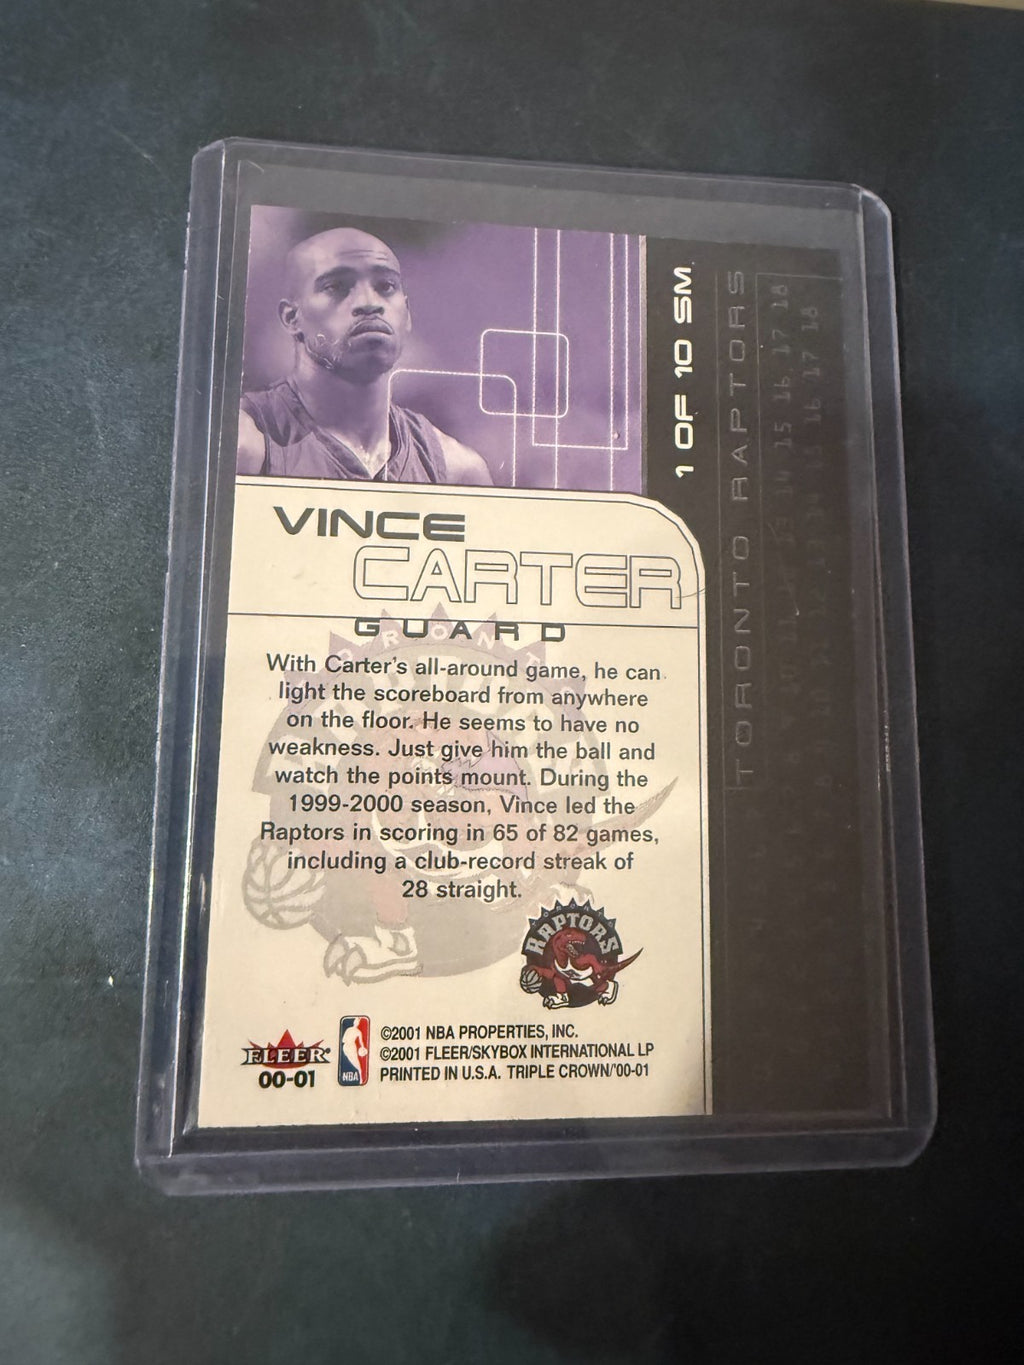 1 OF 10 SM
TORONTO RAPTORS
VINCE
CARTER
GUARD
With Carter's all-around game, he can
light the scoreboard from anywhere
on the floor. He seems to have no
weakness. Just give him the ball and
watch the points mount. During the
1999-2000 season, Vince led the
Raptors in scoring in 65 of 82 games,
including a club-record streak of
28 straight.
RAPTORS
FLEER
00-01
NBA
©2001 NBA PROPERTIES, INC.
©2001 FLEER/SKYBOX INTERNATIONAL LP
PRINTED IN U.S.A. TRIPLE CROWN/'00-01